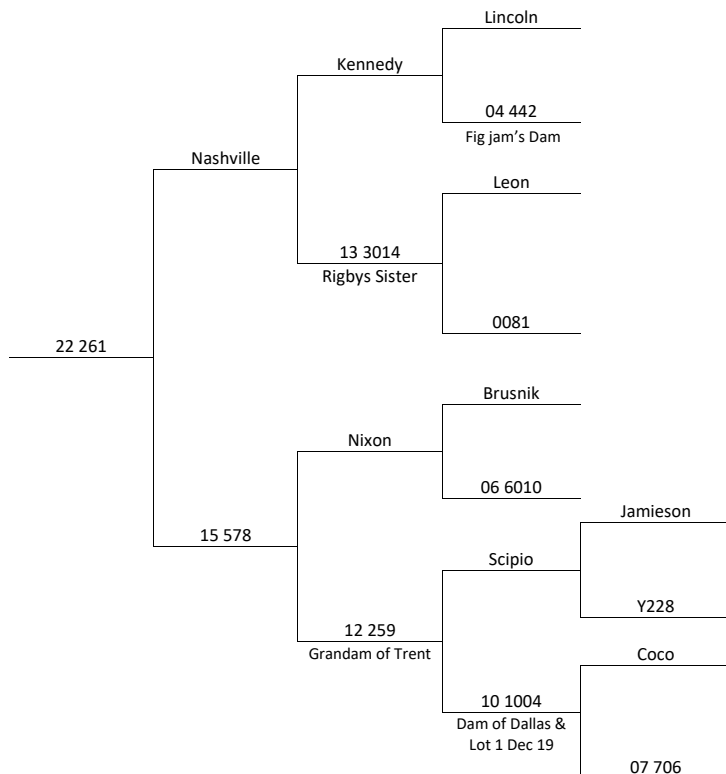 Lincoln
Kennedy
04 442
Fig jam's Dam
Nashville
Leon
13 3014
Rigbys Sister
0081
22 261
Brusnik
Nixon
06 6010
Jamieson
15 578
Scipio
Y228
12 259
Grandam of Trent
Coco
10 1004
Dam of Dallas &
Lot 1 Dec 19
07 706